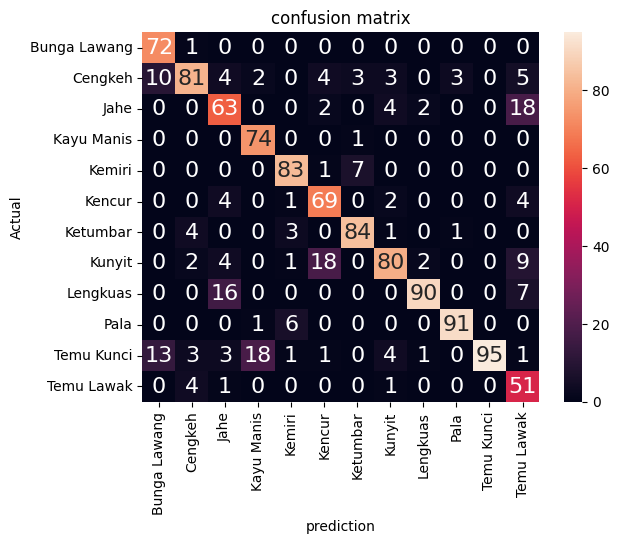 confusion matrix
Bunga Lawang 72 1 0 0 0 0 0 0 0 0 0 0
Cengkeh 10 81 4 2 0 4 3 3 0 3 0 5
Jahe 0 0 63 0 0 2 0 4 2 0 0 18
Kayu Manis 0 0 0 74 0 0 1 0 0 0 0 0
Kemiri 0 0 0 0 83 1 7 0 0 0 0 0
Kencur 0 0 4 0 1 69 0 2 0 0 0 4
Ketumbar 0 4 0 0 3 0 84 1 0 1 0 0
Kunyit 0 2 4 0 1 18 0 80 2 0 0 9
Lengkuas 0 0 16 0 0 0 0 0 90 0 0 7
Pala 0 0 0 1 6 0 0 0 0 91 0 0
Temu Kunci 13 3 3 18 1 1 0 4 1 0 95 1
Temu Lawak 0 4 1 0 0 0 0 1 0 0 0 51
Actual
Bunga Lawang
Cengkeh
Jahe
Kayu Manis
Kemiri
Kencur
Ketumbar
Kunyit
Lengkuas
Pala
Temu Kunci
Temu Lawak
prediction
80
60
40
20
0